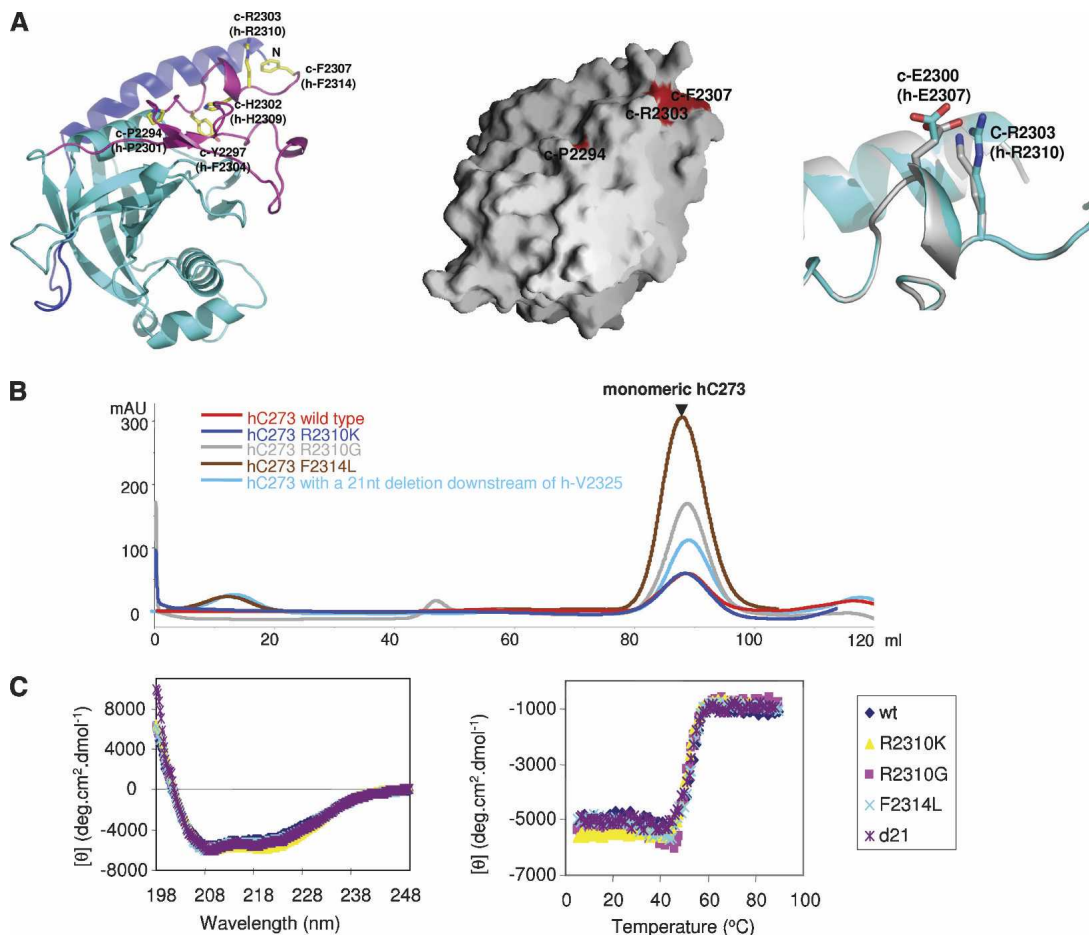 A
c-R2303
(h-R2310)
N
c-F2307
(h-F2314)
c-H2302
(h-H2309)
c-P2294
(h-P2301)
c-Y2297
(h-F2304)
c-F2307
c-R2303
c-P2294
c-E2300
(h-E2307)
C-R2303
(h-R2310)
B
monomeric hC273
mAU
300
200
100
0
hC273 wild type
hC273 R2310K
hC273 R2310G
hC273 F2314L
hC273 with a 21nt deletion downstream of h-V2325
0 20 40 60 80 100 120 ml
C
[θ] (deg.cm².dmol⁻¹)
8000
4000
0
-4000
-8000
198 208 218 228 238 248
Wavelength (nm)
[θ] (deg.cm².dmol⁻¹)
-1000
-3000
-5000
-7000
0 20 40 60 80 100
Temperature (ºC)
wt
R2310K
R2310G
F2314L
d21